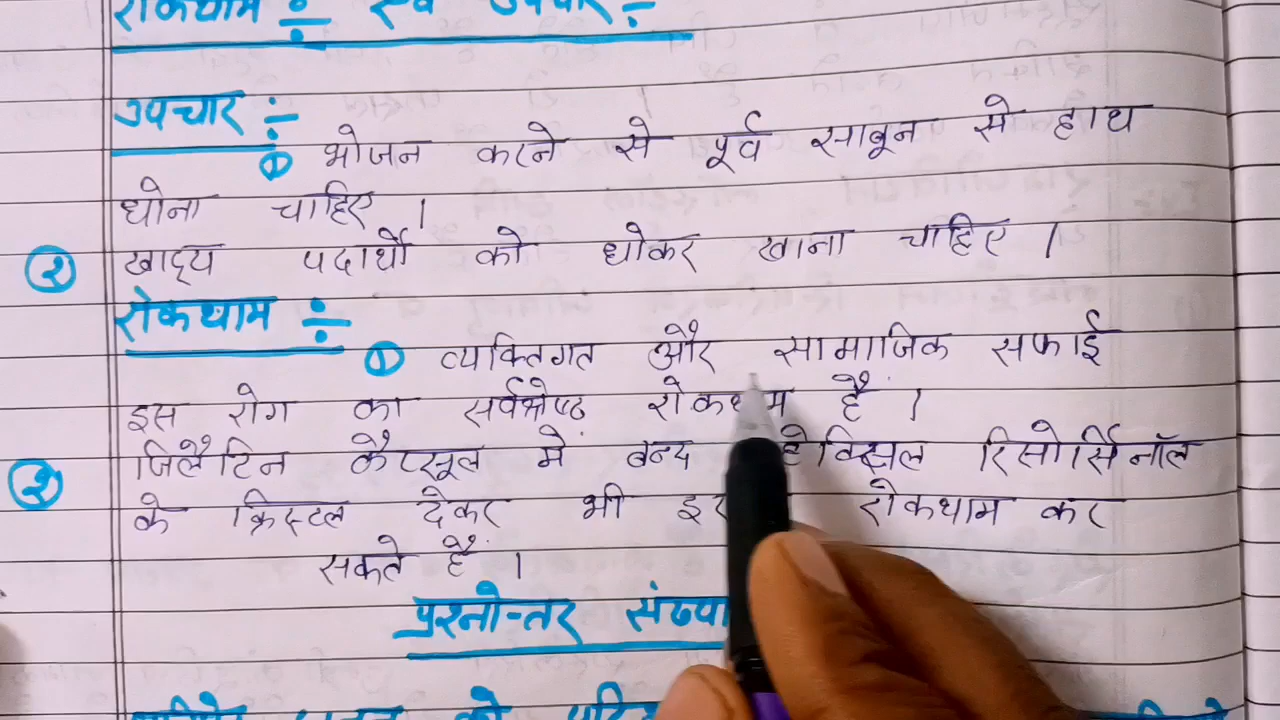 रोकथाम ÷ एवं उपचार ÷
उपचार ÷
① भोजन करने से पूर्व साबुन से हाथ
धोना चाहिए ।
② खाद्य पदार्थों को धोकर खाना चाहिए ।
रोकथाम ÷
① व्यक्तिगत और सामाजिक सफाई
इस रोग का सर्वश्रेष्ठ रोकथाम है ।
② जिलैटिन कैप्सूल में बन्द हेक्सिल रिसोर्सिनॉल
के क्रिस्टल देकर भी रोकथाम कर
सकते हैं ।
प्रश्नोत्तर संख्या
को